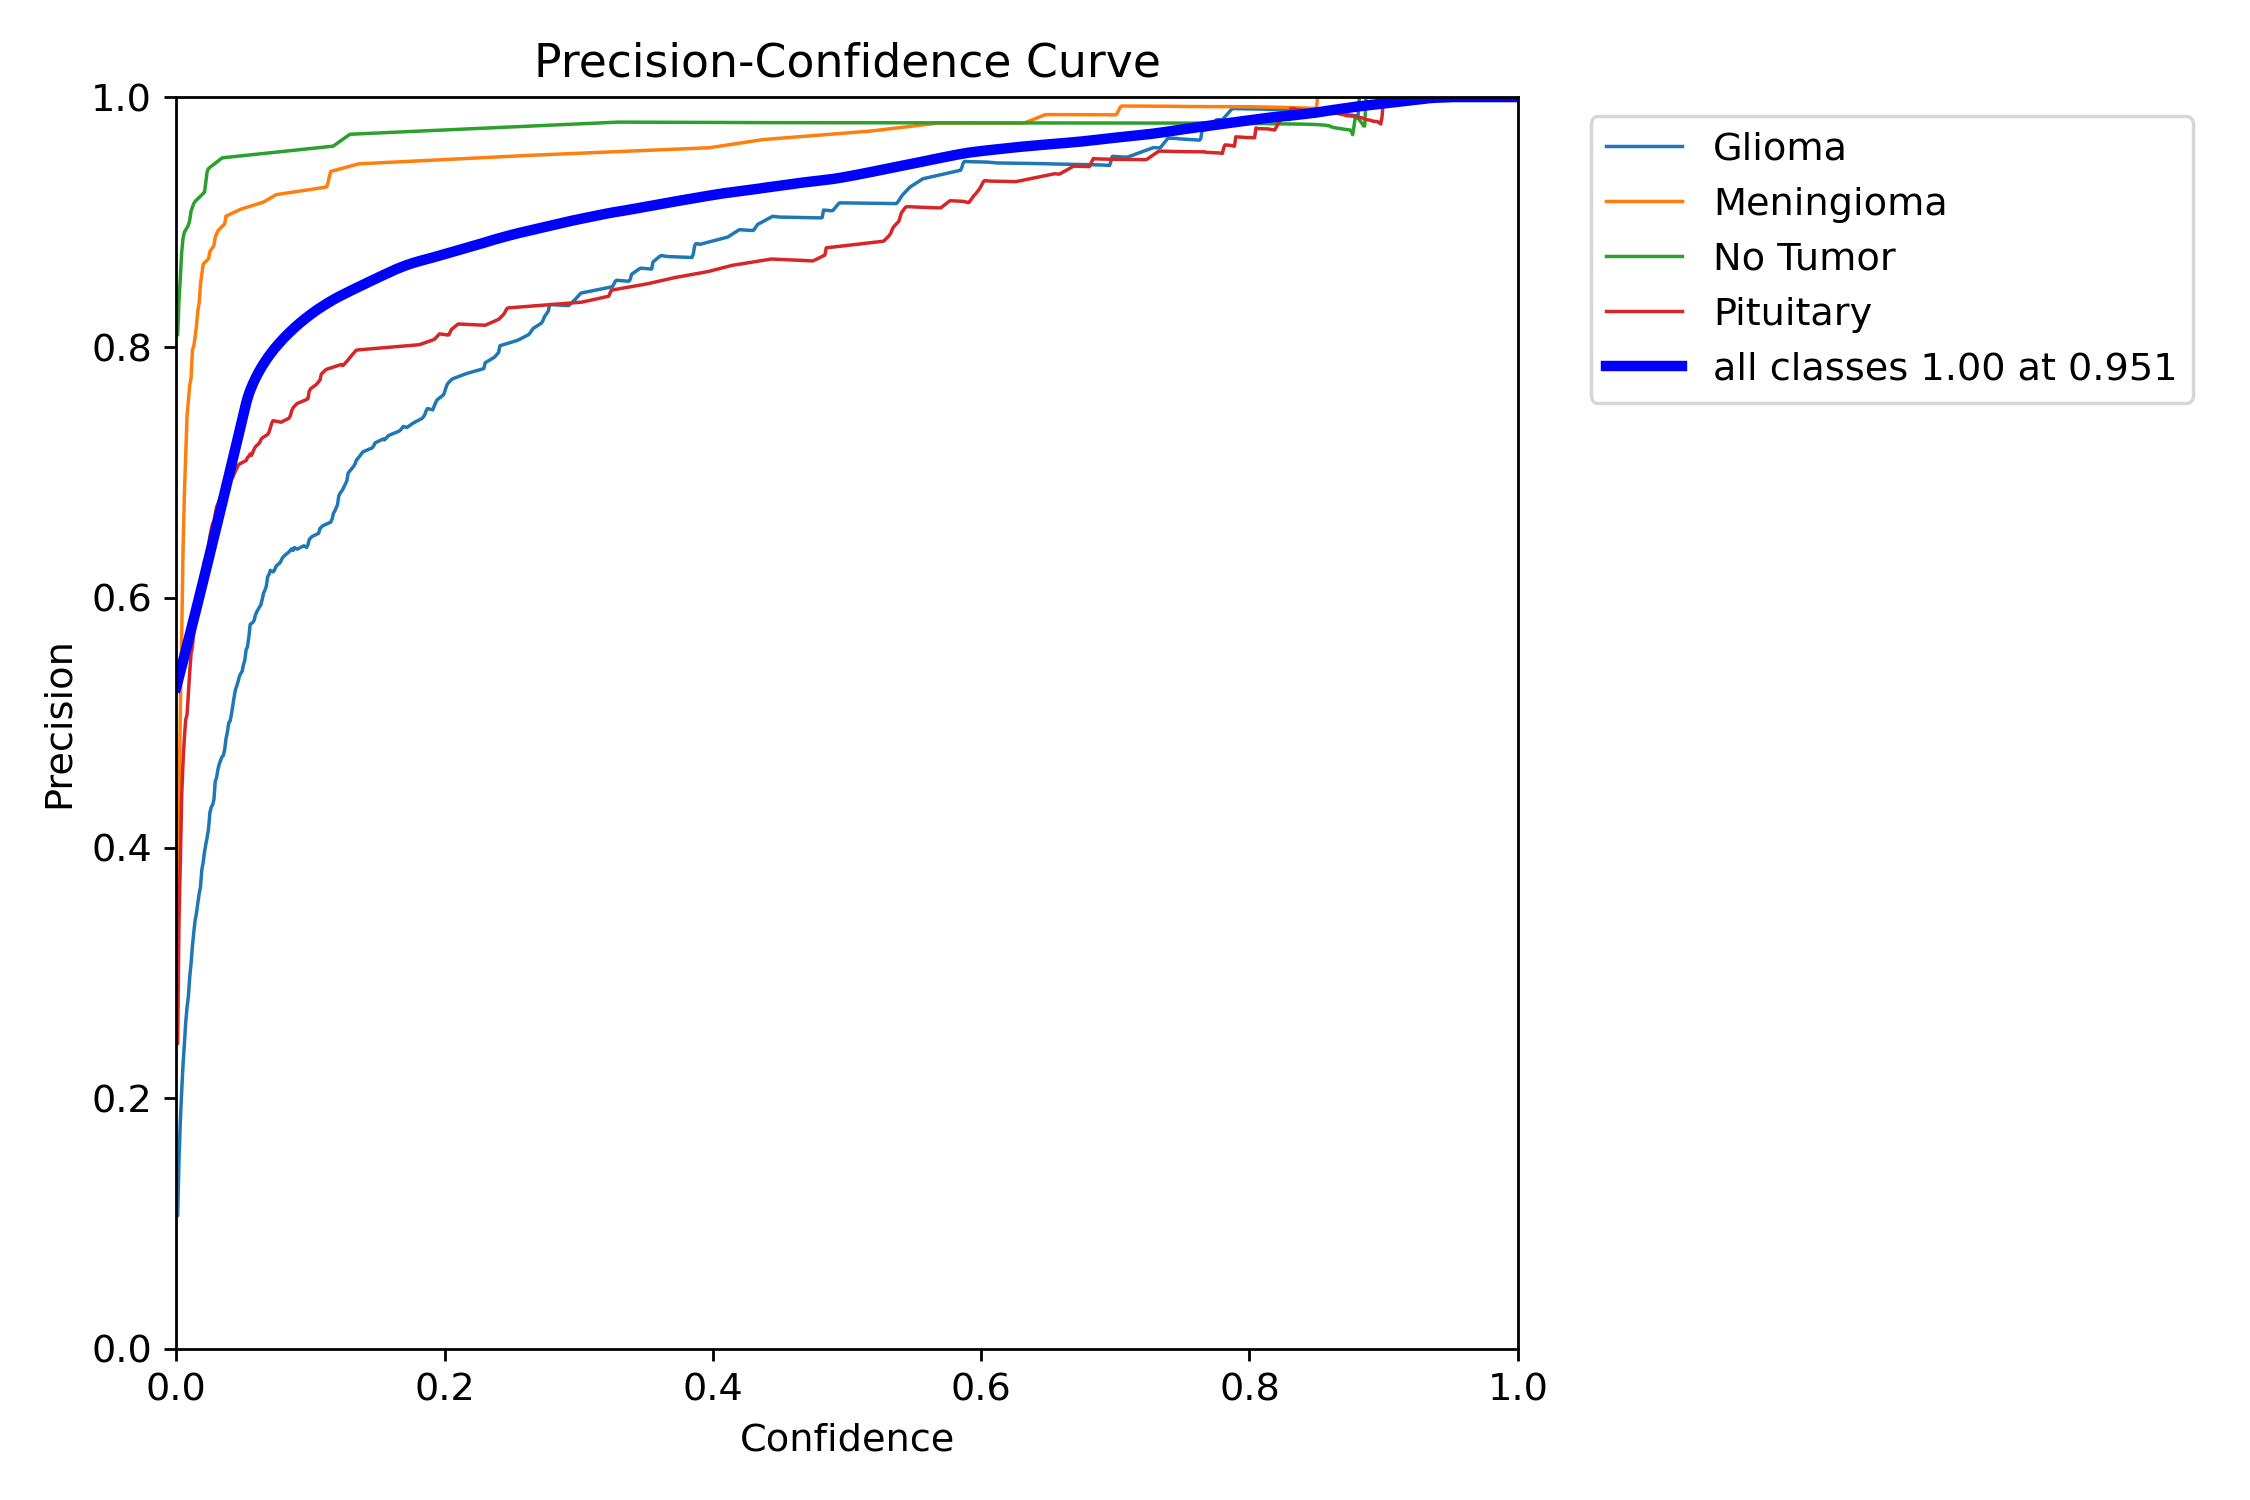 Precision-Confidence Curve
1.0
0.8
0.6
0.4
0.2
0.0
Precision
0.0 0.2 0.4 0.6 0.8 1.0
Confidence
Glioma
Meningioma
No Tumor
Pituitary
all classes 1.00 at 0.951